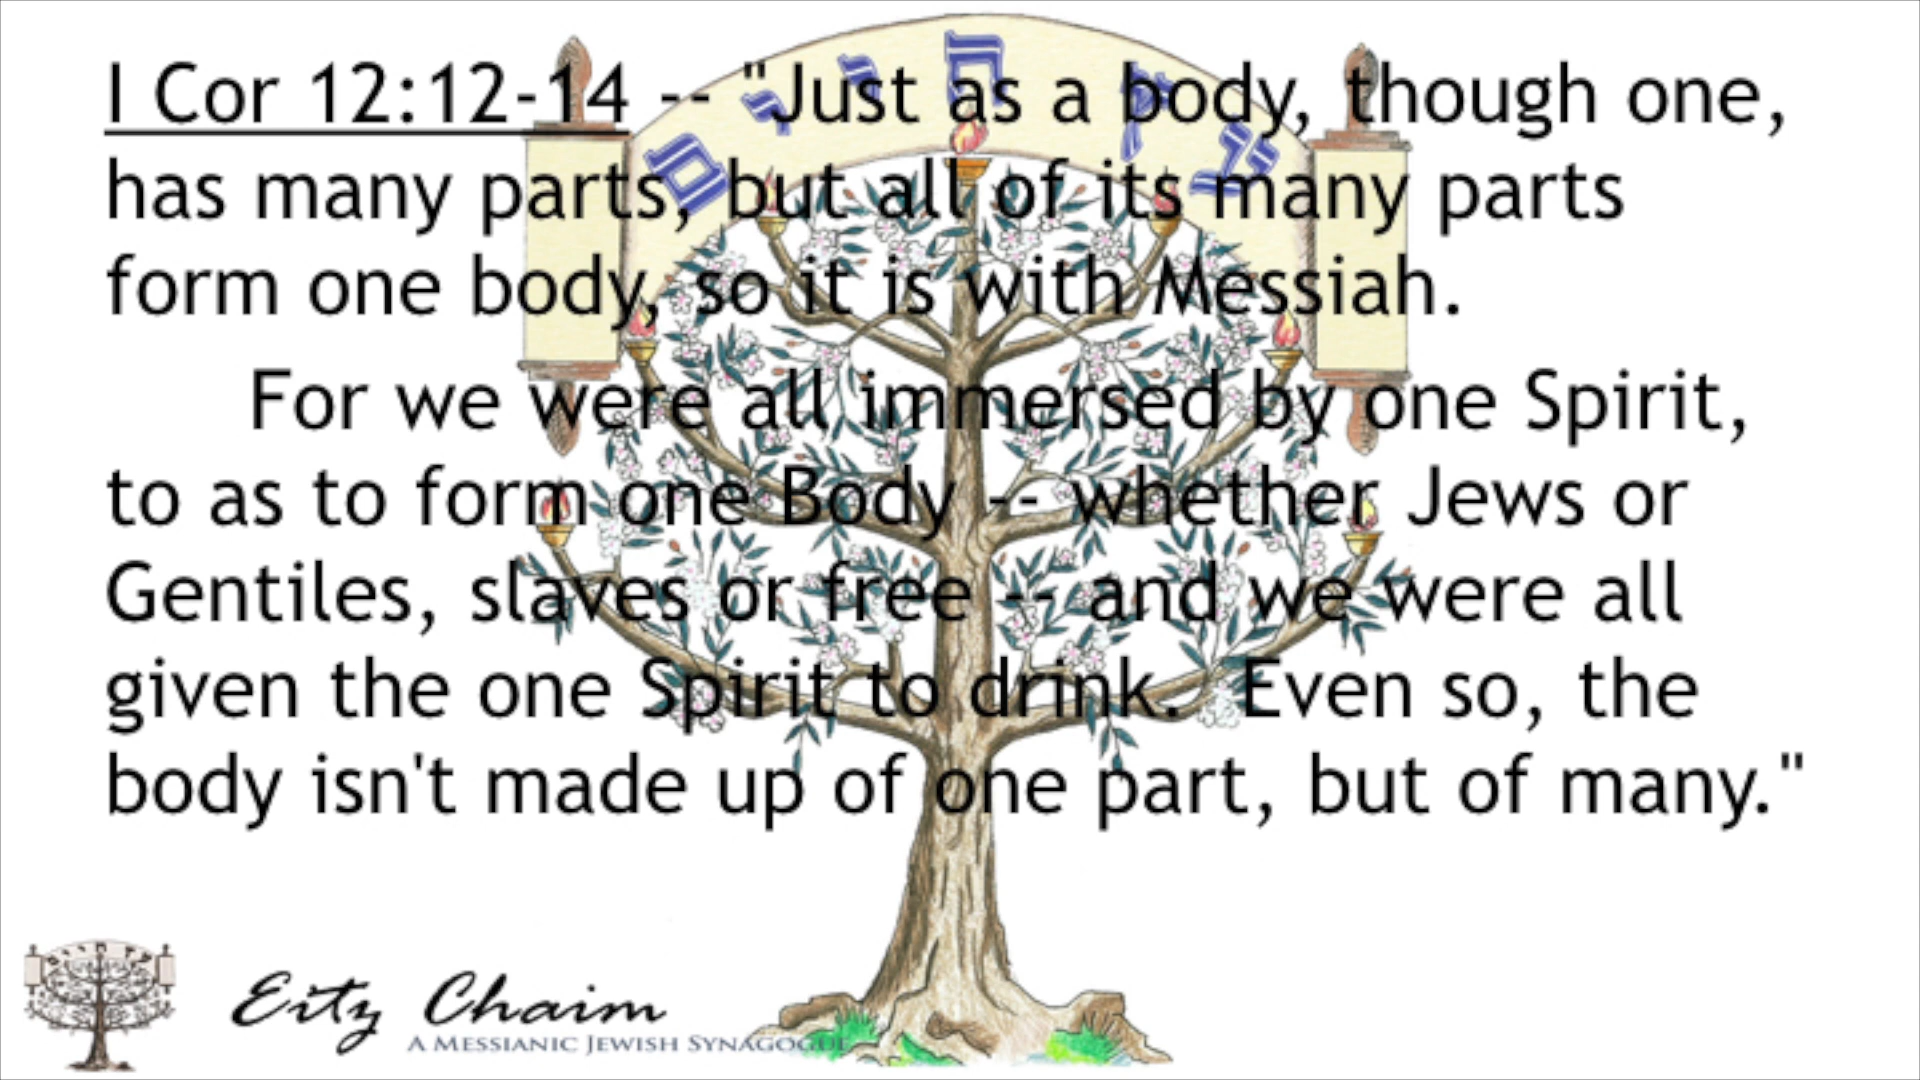 עץ חיים
I Cor 12:12-14 -- "Just as a body, though one,
has many parts, but all of its many parts
form one body, so it is with Messiah.
For we were all immersed by one Spirit,
to as to form one Body -- whether Jews or
Gentiles, slaves or free -- and we were all
given the one Spirit to drink.  Even so, the
body isn't made up of one part, but of many."
Eitz Chaim
A MESSIANIC JEWISH SYNAGOGUE